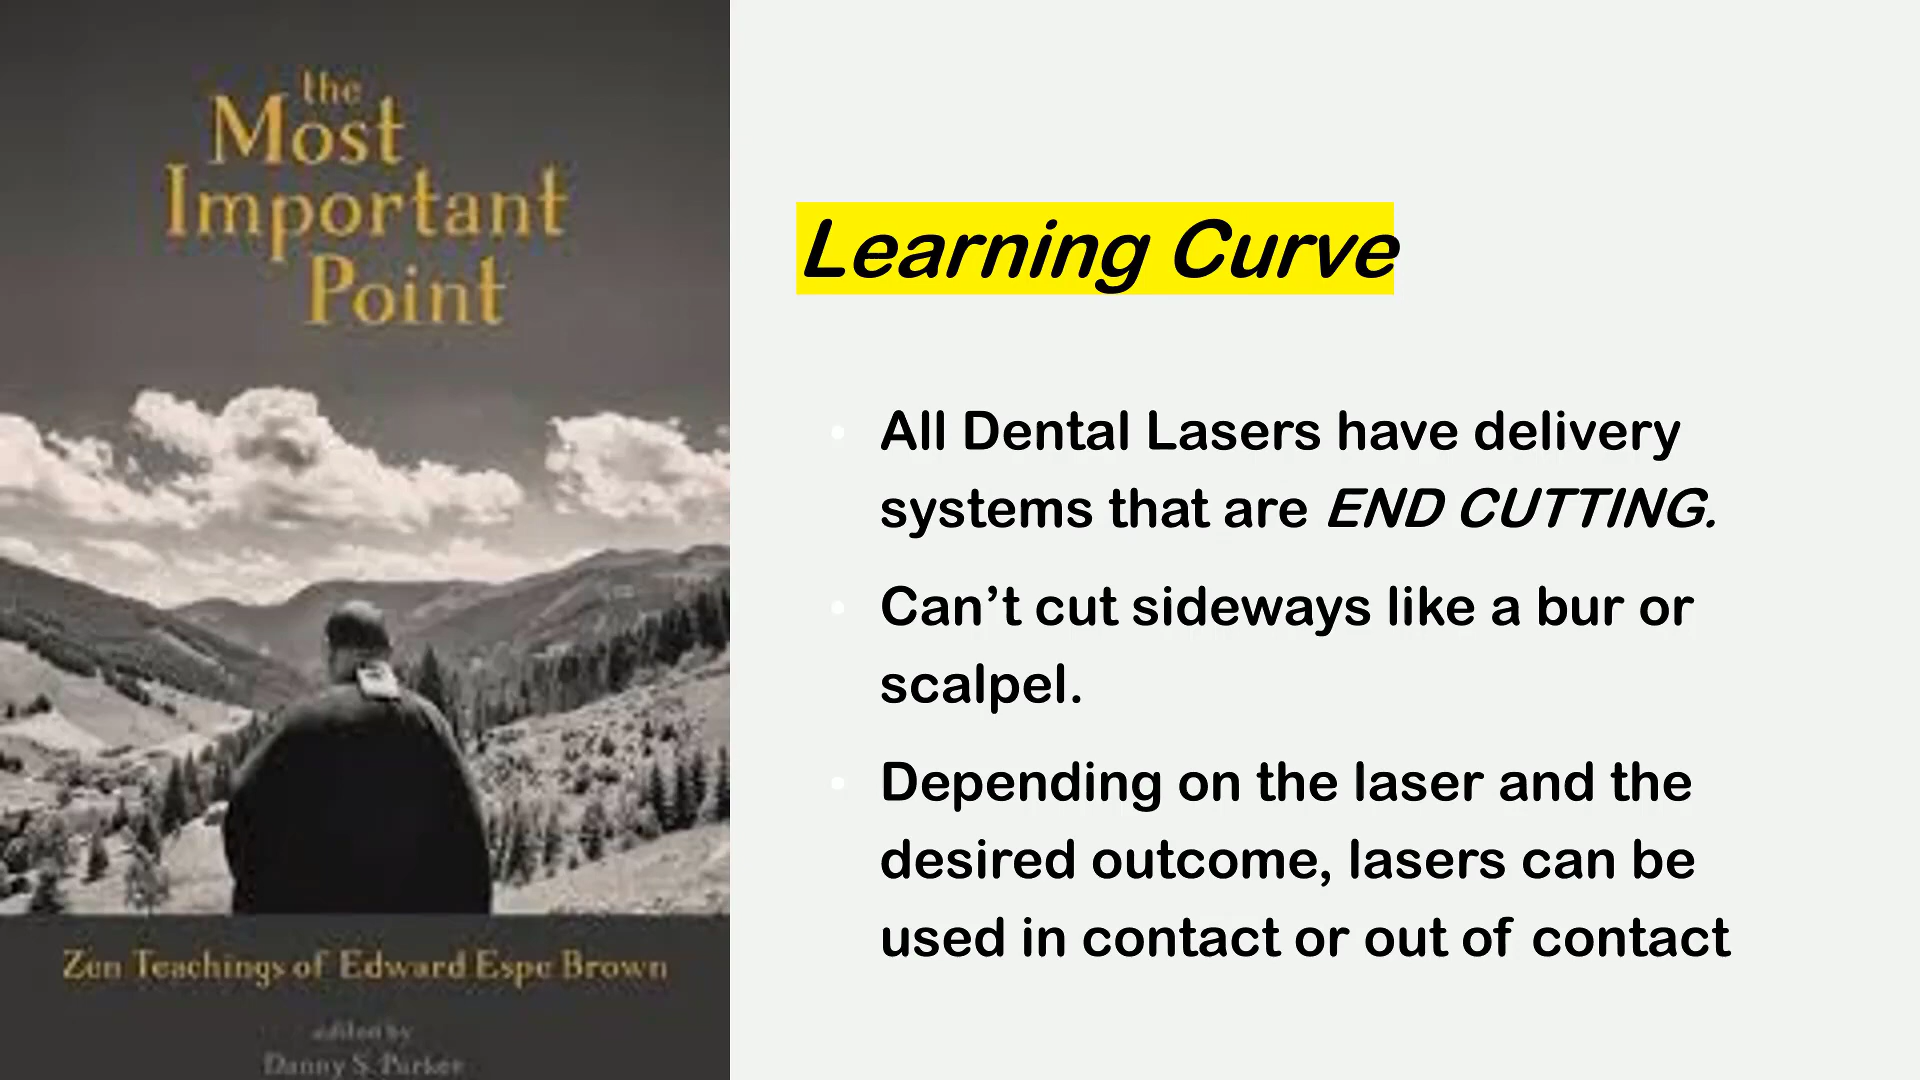 the
Most
Important
Point
Zen Teachings of Edward Espe Brown
edited by
Danny S. Parker
Learning Curve
All Dental Lasers have delivery
systems that are END CUTTING.
Can’t cut sideways like a bur or
scalpel.
Depending on the laser and the
desired outcome, lasers can be
used in contact or out of contact